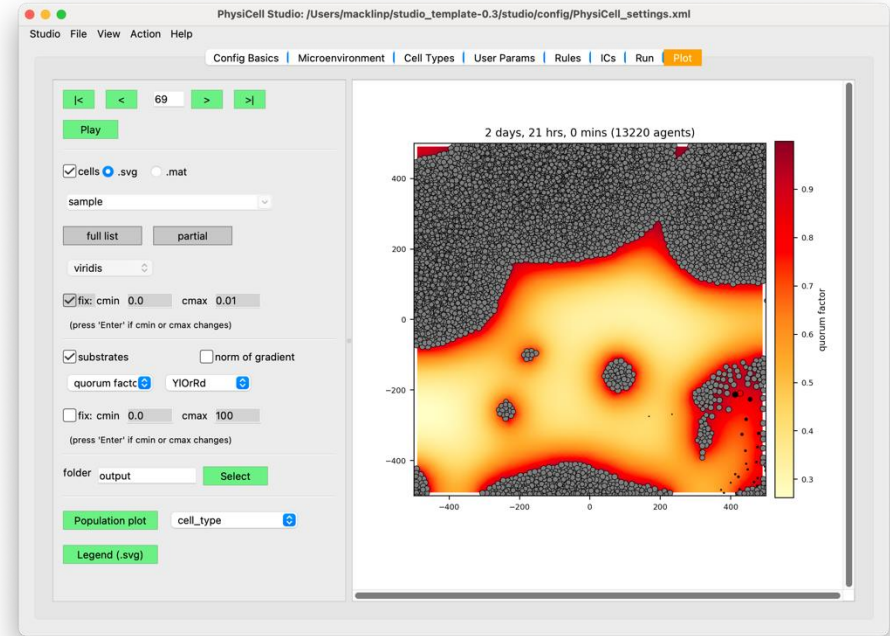 PhysiCell Studio: /Users/macklinp/studio_template-0.3/studio/config/PhysiCell_settings.xml
Studio File View Action Help
Config Basics Microenvironment Cell Types User Params Rules ICs Run Plot
|< < 69 > >|
Play
cells .svg .mat
sample
full list partial
viridis
fix: cmin 0.0 cmax 0.01
(press 'Enter' if cmin or cmax changes)
substrates norm of gradient
quorum factc YlOrRd
fix: cmin 0.0 cmax 100
(press 'Enter' if cmin or cmax changes)
folder output Select
Population plot cell_type
Legend (.svg)
2 days, 21 hrs, 0 mins (13220 agents)
400
200
0
−200
−400
−400 −200 0 200 400
0.9
0.8
0.7
0.6
0.5
0.4
0.3
quorum factor